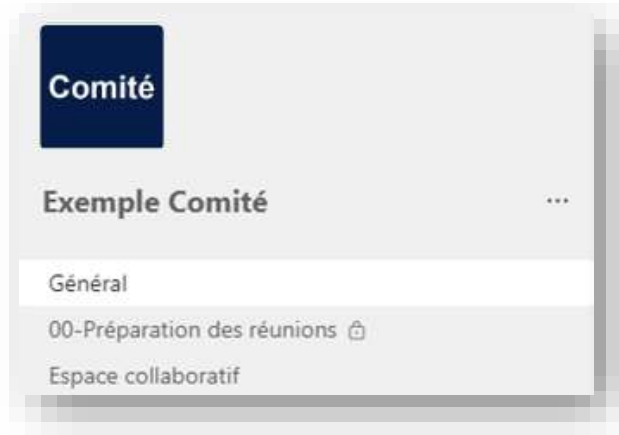 Comité
Exemple Comité
...
Général
00-Préparation des réunions
Espace collaboratif